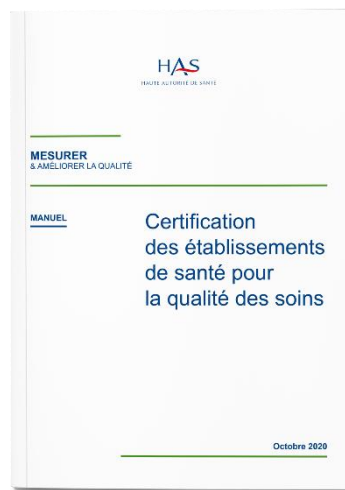 HAS
HAUTE AUTORITÉ DE SANTÉ
MESURER
& AMÉLIORER LA QUALITÉ
MANUEL
Certification
des établissements
de santé pour
la qualité des soins
Octobre 2020